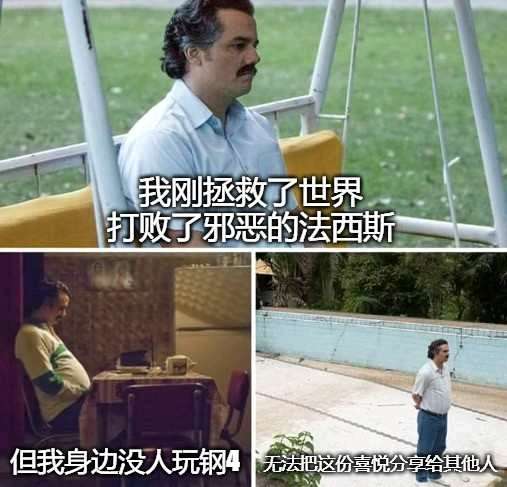 我刚拯救了世界
打败了邪恶的法西斯
但我身边没人玩钢4
无法把这份喜悦分享给其他人